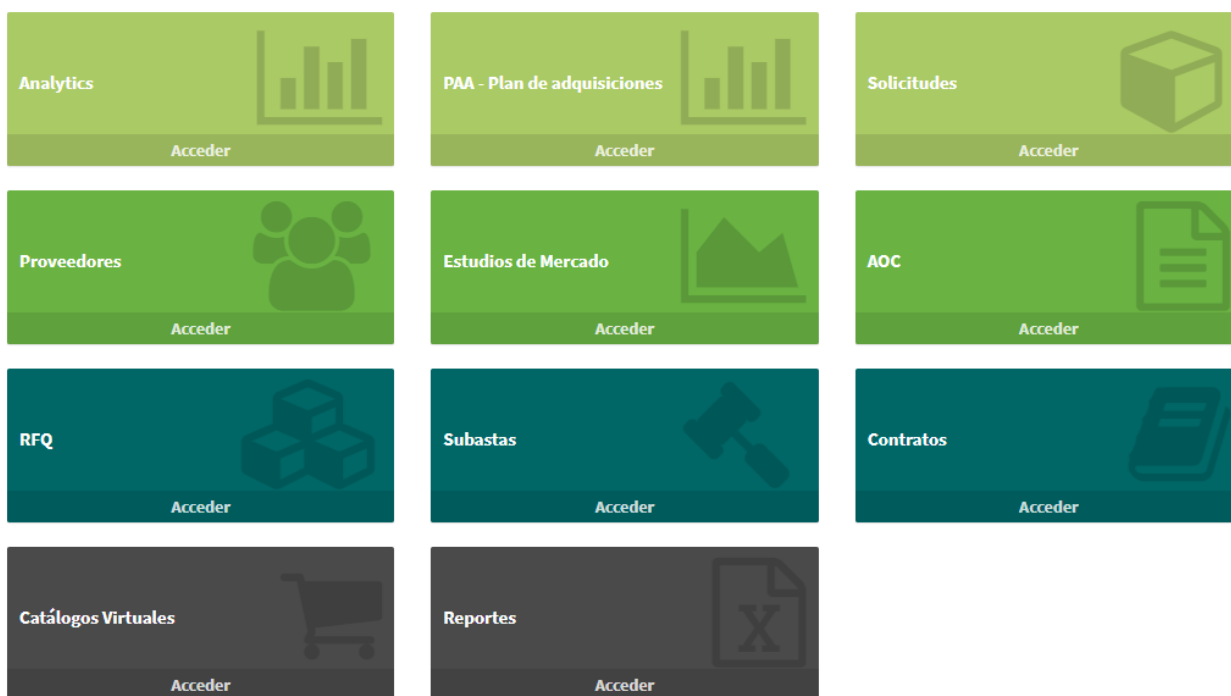 Analytics
Acceder
PAA - Plan de adquisiciones
Acceder
Solicitudes
Acceder
Proveedores
Acceder
Estudios de Mercado
Acceder
AOC
Acceder
RFQ
Acceder
Subastas
Acceder
Contratos
Acceder
Catálogos Virtuales
Acceder
Reportes
X
Acceder